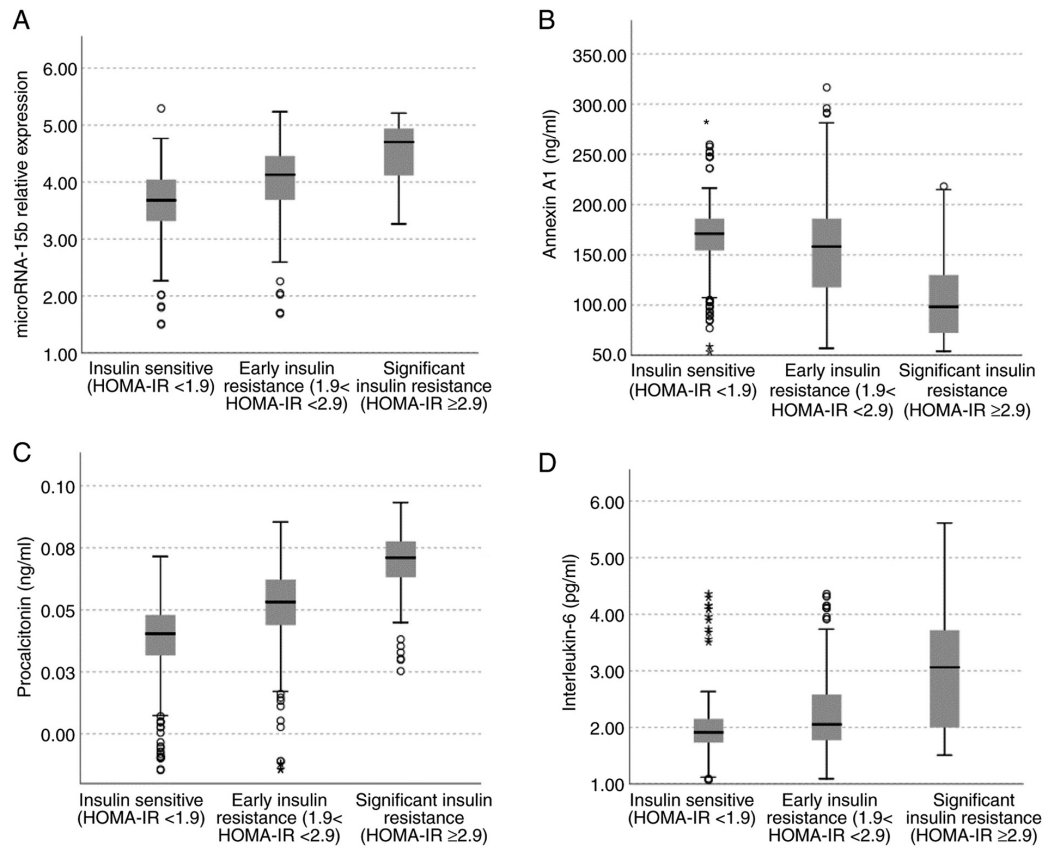 A
microRNA-15b relative expression
6.00
5.00
4.00
3.00
2.00
1.00
Insulin sensitive
(HOMA-IR <1.9)
Early insulin
resistance (1.9<
HOMA-IR <2.9)
Significant
insulin resistance
(HOMA-IR ≥2.9)
B
Annexin A1 (ng/ml)
350.00
300.00
250.00
200.00
150.00
100.00
50.0
Insulin sensitive
(HOMA-IR <1.9)
Early insulin
resistance (1.9<
HOMA-IR <2.9)
Significant insulin
resistance
(HOMA-IR ≥2.9)
C
Procalcitonin (ng/ml)
0.10
0.08
0.05
0.03
0.00
Insulin sensitive
(HOMA-IR <1.9)
Early insulin
resistance (1.9<
HOMA-IR <2.9)
Significant insulin
resistance
(HOMA-IR ≥2.9)
D
Interleukin-6 (pg/ml)
6.00
5.00
4.00
3.00
2.00
1.00
Insulin sensitive
(HOMA-IR <1.9)
Early insulin
resistance (1.9<
HOMA-IR <2.9)
Significant
insulin resistance
(HOMA-IR ≥2.9)